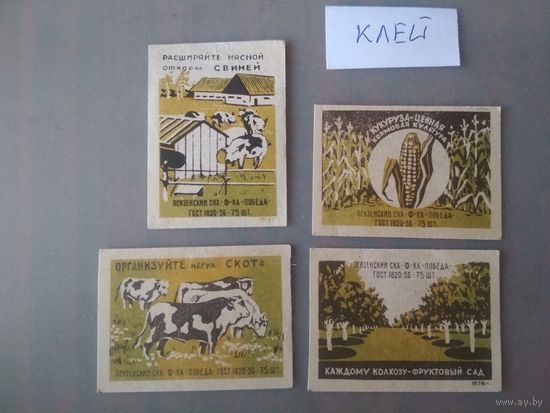 КЛЕЙ
РАСШИРЯЙТЕ МЯСНОЙ
ОТКОРМ СВИНЕЙ
ПЕНЗЕНСКИЙ СНХ·Ф-КА·ПОБЕДА·
ГОСТ 1820-56-75 ШТ.
КУКУРУЗА-ЦЕННАЯ
КОРМОВАЯ КУЛЬТУРА
ПЕНЗЕНСКИЙ СНХ·Ф-КА·ПОБЕДА·
ГОСТ 1820-56-75 ШТ.
ОРГАНИЗУЙТЕ НАГУЛ СКОТА
ПЕНЗЕНСКИЙ СНХ·Ф-КА·ПОБЕДА·ГОСТ 1820-56-75 ШТ.
ПЕНЗЕНСКИЙ СНХ·Ф-КА·ПОБЕДА·
ГОСТ 1820-56-75 ШТ.
КАЖДОМУ КОЛХОЗУ-ФРУКТОВЫЙ САД
1958г.
www.ay.by